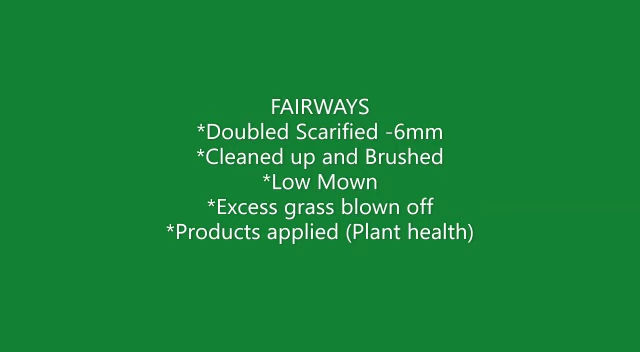 FAIRWAYS
*Doubled Scarified -6mm
*Cleaned up and Brushed
*Low Mown
*Excess grass blown off
*Products applied (Plant health)